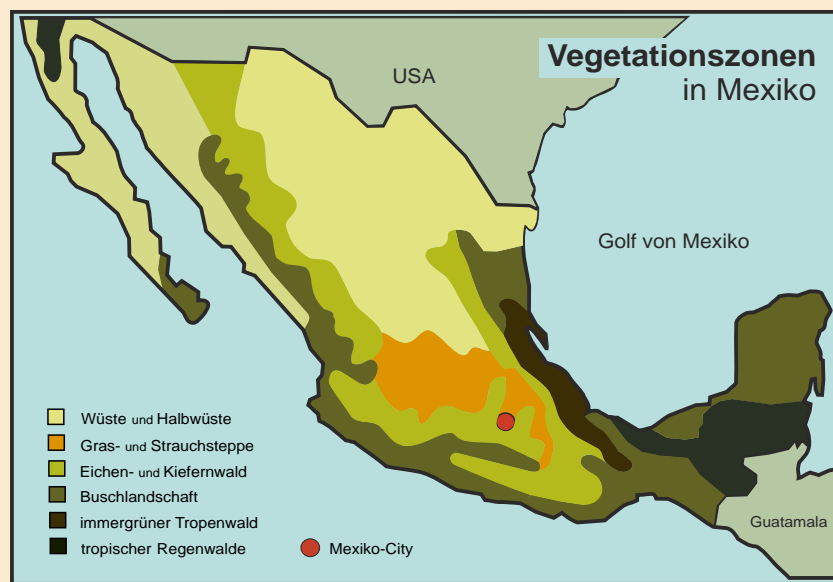 Vegetationszonen
in Mexiko
USA
Golf von Mexiko
Wüste und Halbwüste
Gras- und Strauchsteppe
Eichen- und Kiefernwald
Buschlandschaft
immergrüner Tropenwald
tropischer Regenwalde
Mexiko-City
Guatamala